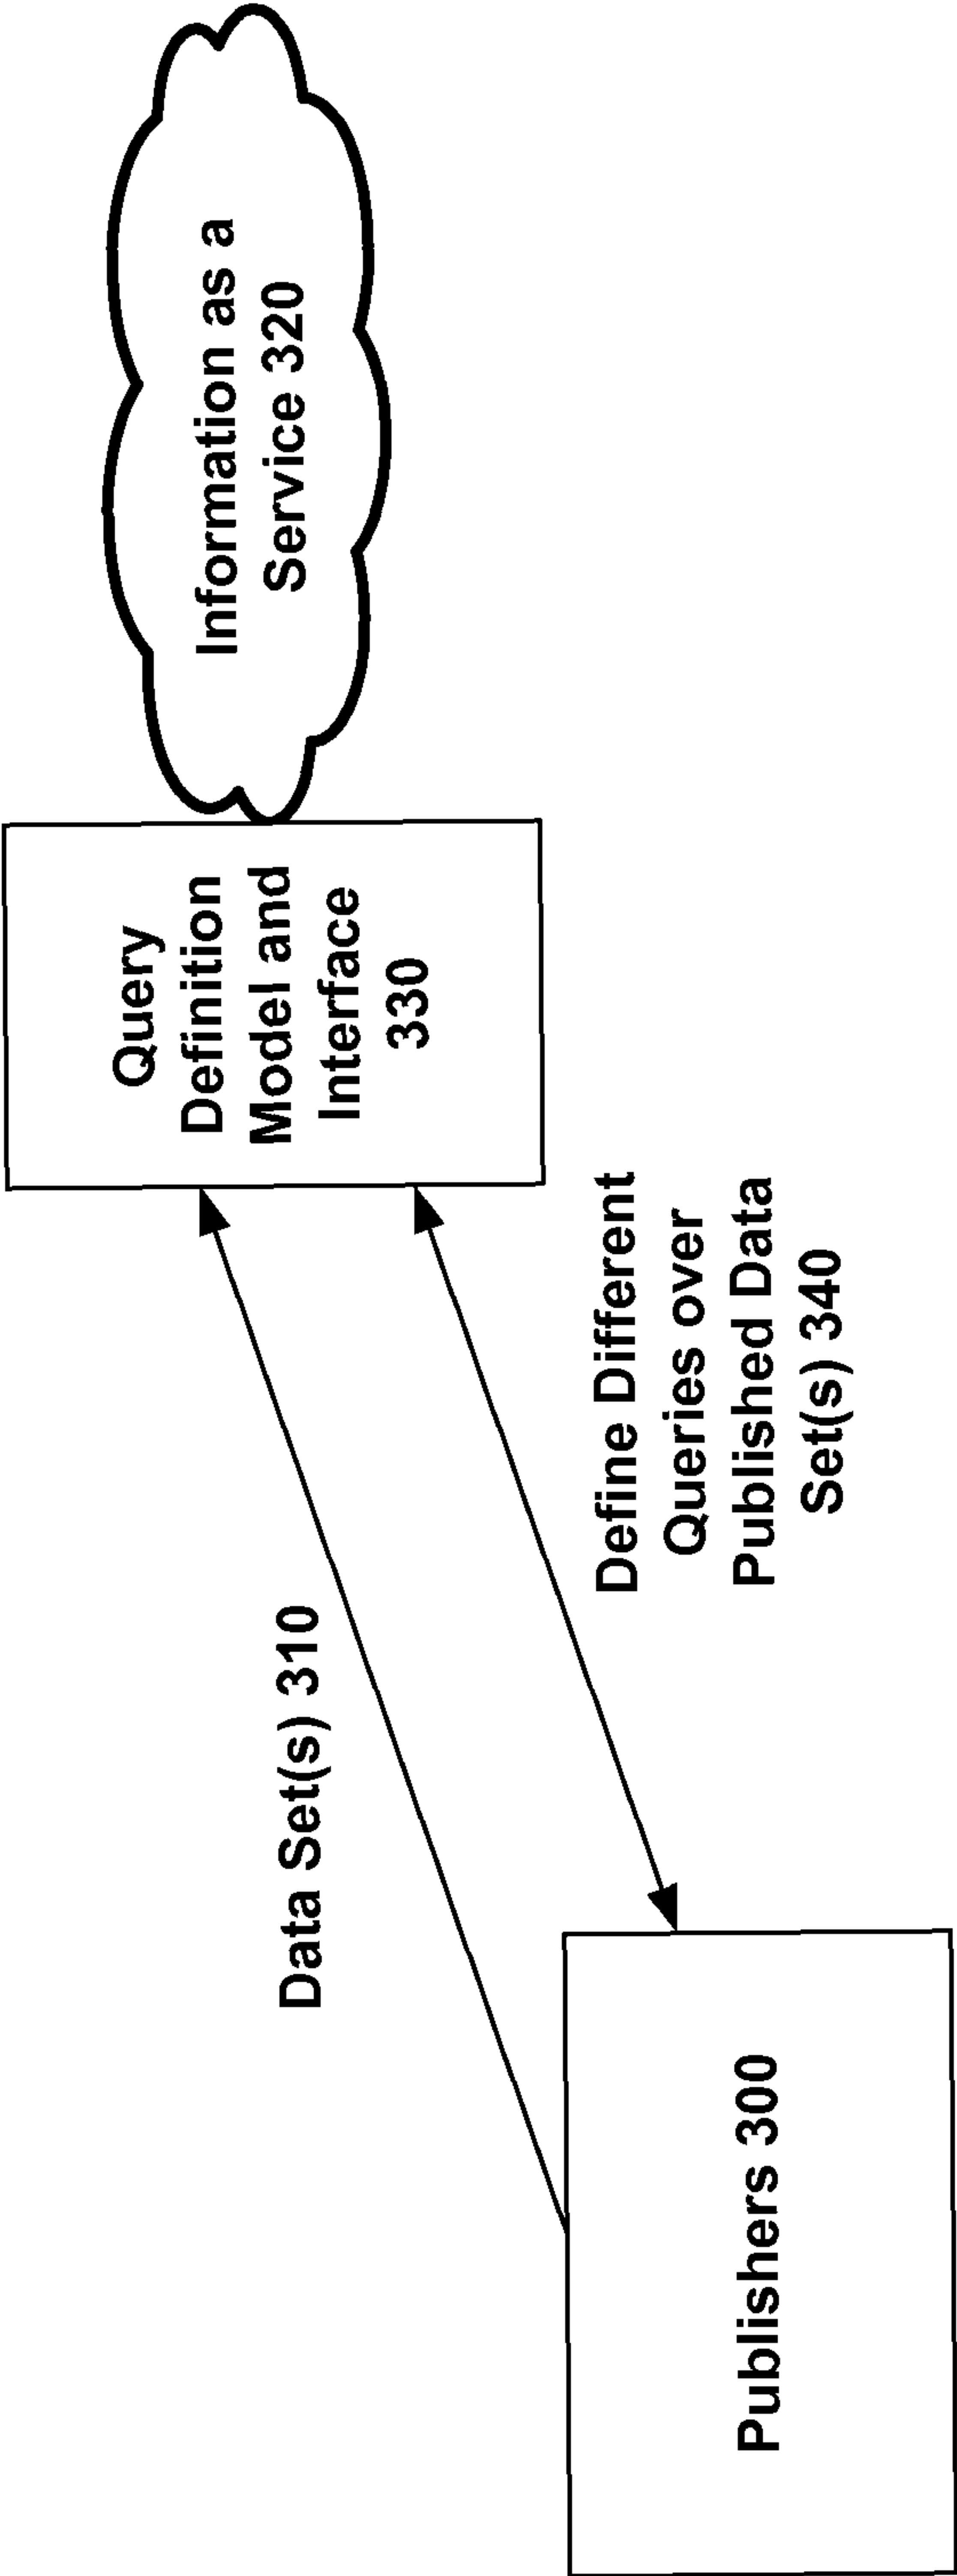 Query
Definition
Model and
Interface
330
Information as a
Service 320
Data Set(s) 310
Define Different
Queries over
Published Data
Set(s) 340
Publishers 300